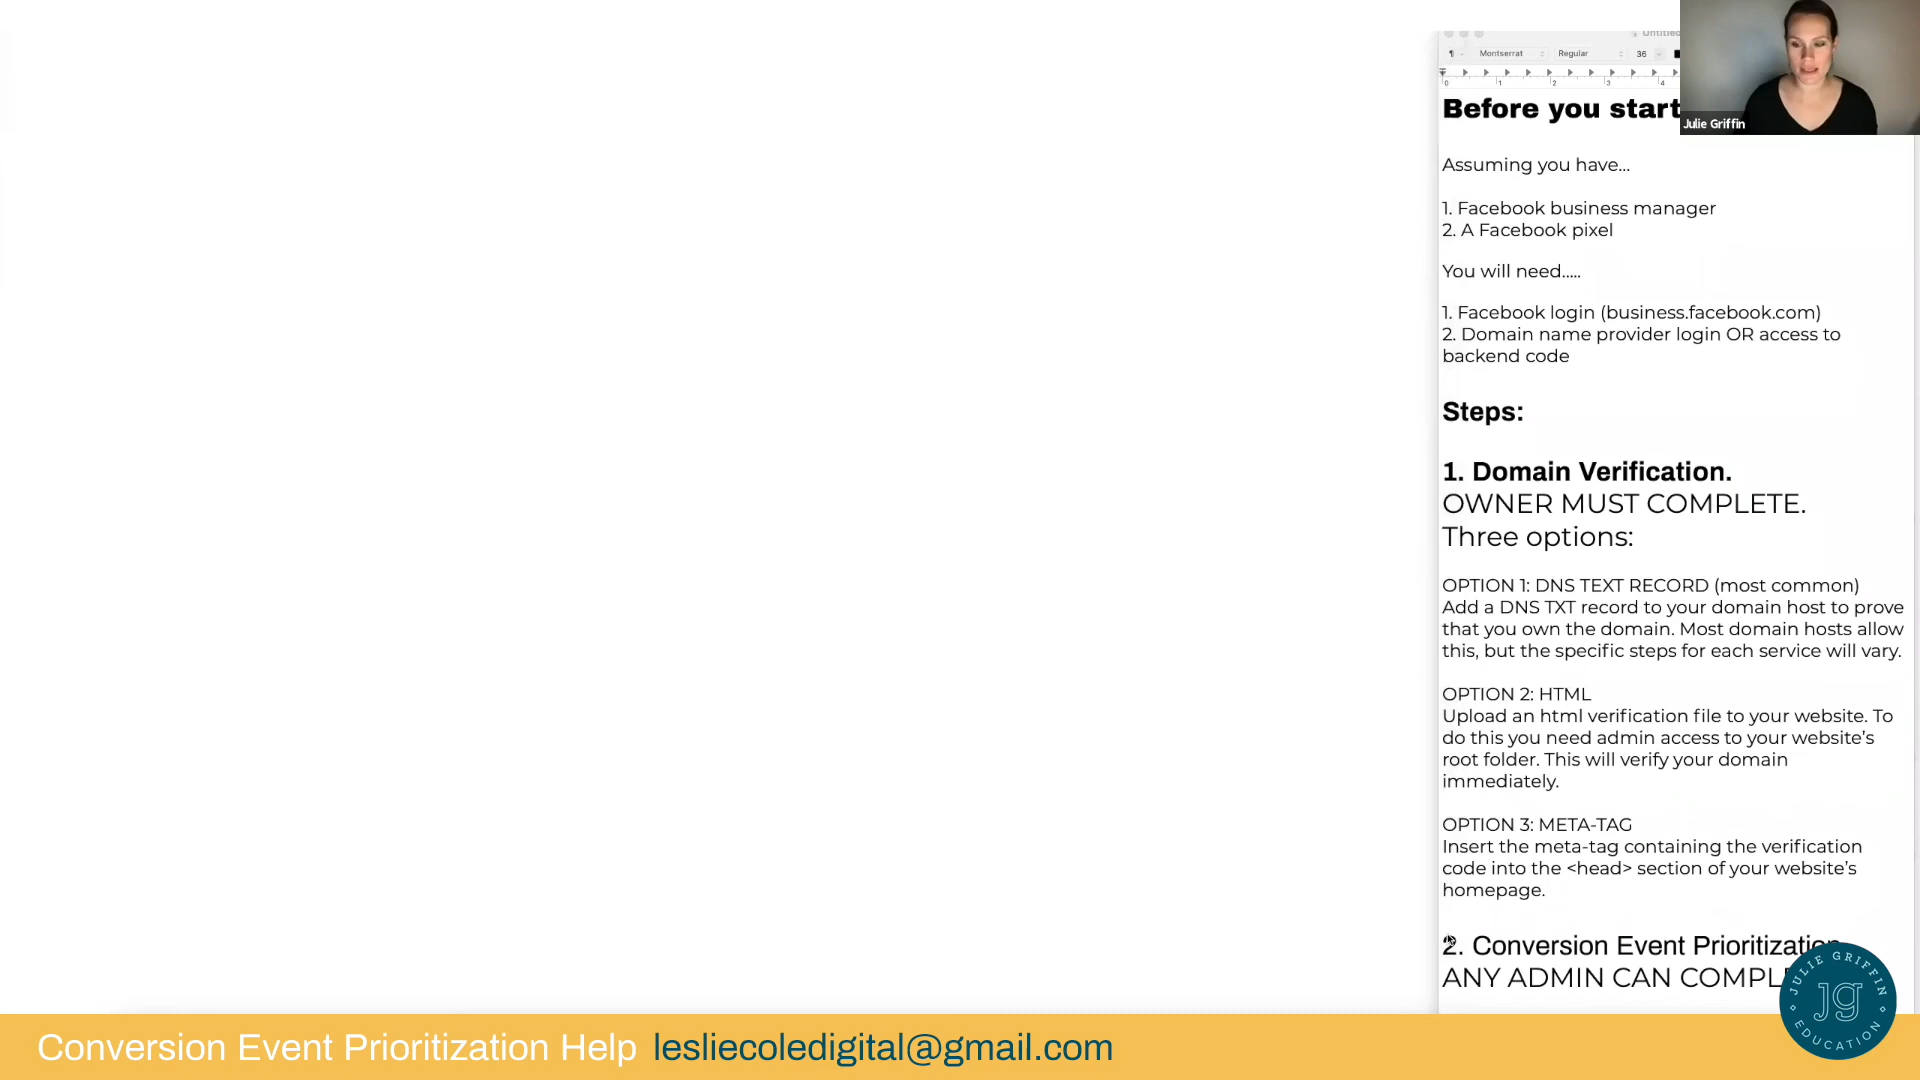 Untitled
Montserrat Regular 36
0 1 2 3 4
Before you start
Julie Griffin
Assuming you have...
1. Facebook business manager
2. A Facebook pixel
You will need.....
1. Facebook login (business.facebook.com)
2. Domain name provider login OR access to
backend code
Steps:
1. Domain Verification.
OWNER MUST COMPLETE.
Three options:
OPTION 1: DNS TEXT RECORD (most common)
Add a DNS TXT record to your domain host to prove
that you own the domain. Most domain hosts allow
this, but the specific steps for each service will vary.
OPTION 2: HTML
Upload an html verification file to your website. To
do this you need admin access to your website’s
root folder. This will verify your domain
immediately.
OPTION 3: META-TAG
Insert the meta-tag containing the verification
code into the <head> section of your website’s
homepage.
2. Conversion Event Prioritization
ANY ADMIN CAN COMPL
JULIE GRIFFIN
jg
EDUCATION
Conversion Event Prioritization Help lesliecoledigital@gmail.com